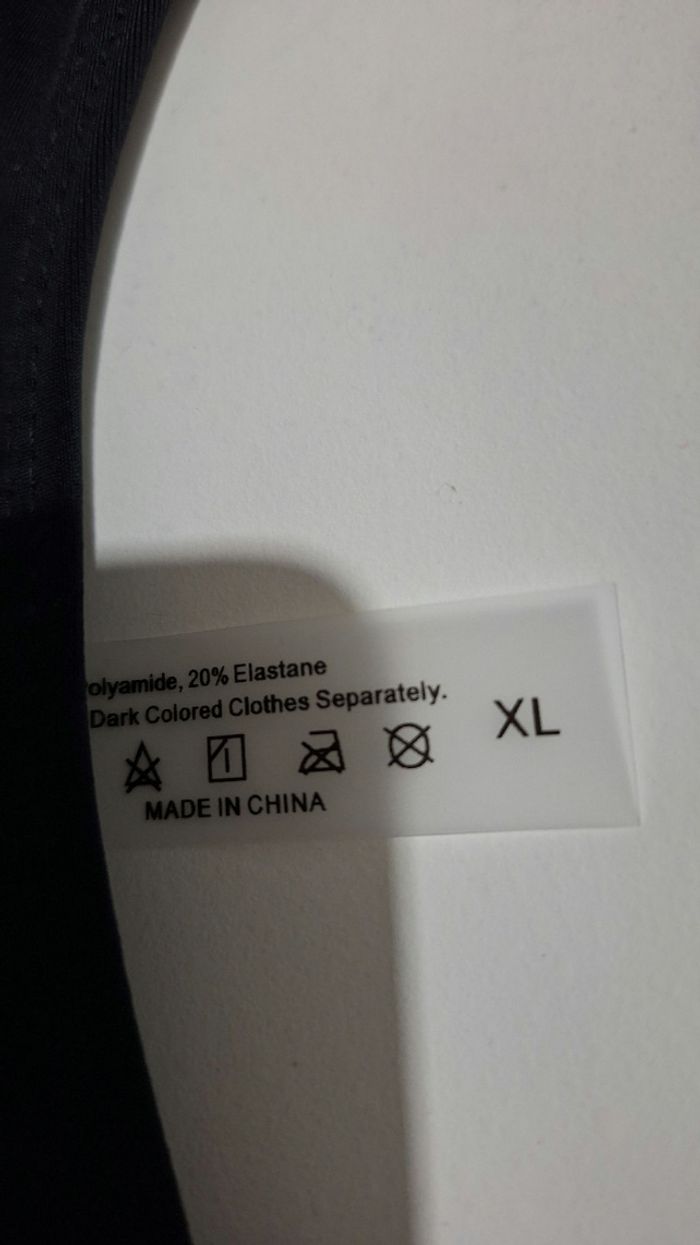 olyamide, 20% Elastane
Dark Colored Clothes Separately.
XL
MADE IN CHINA